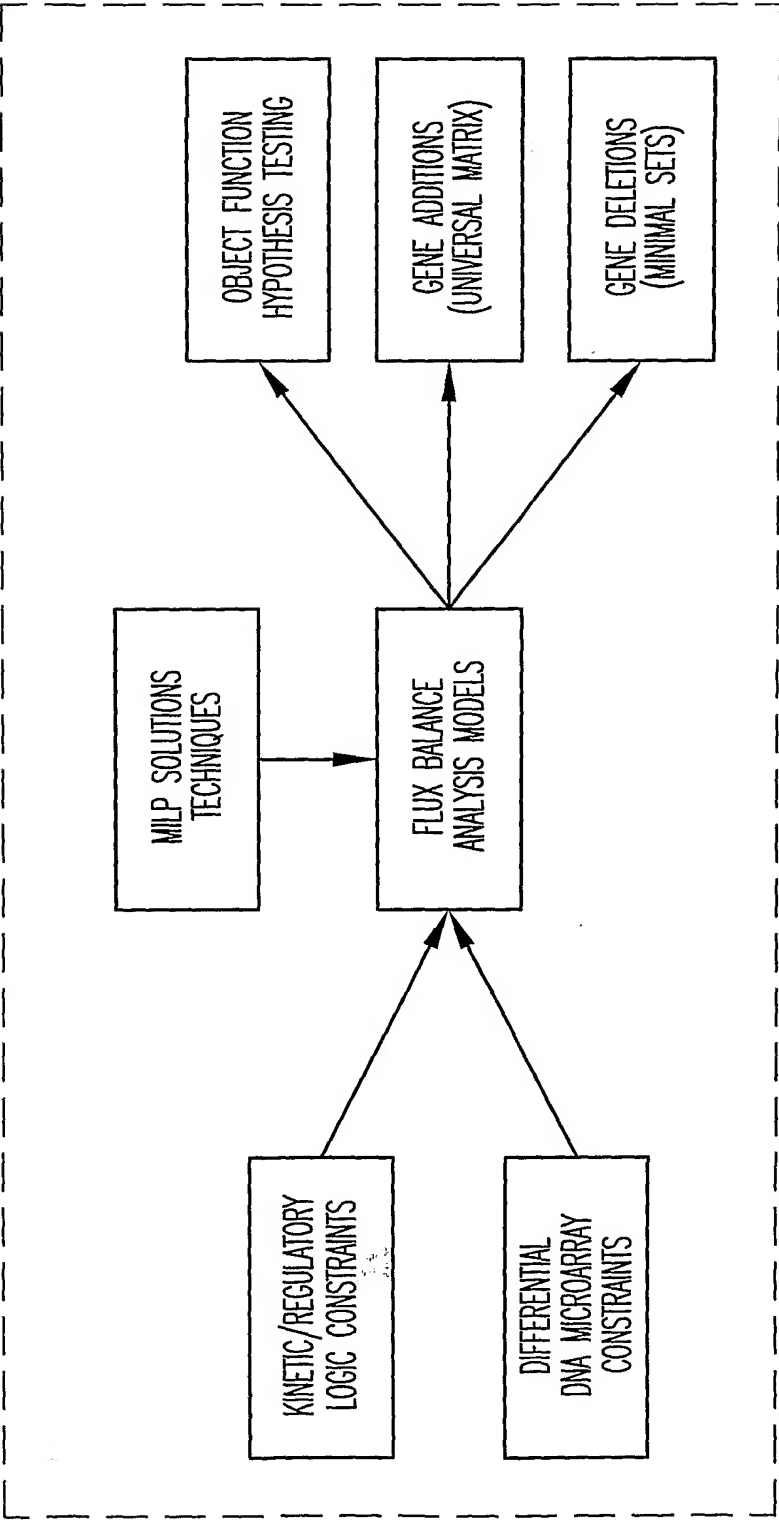 KINETIC/REGULATORY
LOGIC CONSTRAINTS
DIFFERENTIAL
DNA MICROARRAY
CONSTRAINTS
MILP SOLUTIONS
TECHNIQUES
FLUX BALANCE
ANALYSIS MODELS
OBJECT FUNCTION
HYPOTHESIS TESTING
GENE ADDITIONS
(UNIVERSAL MATRIX)
GENE DELETIONS
(MINIMAL SETS)